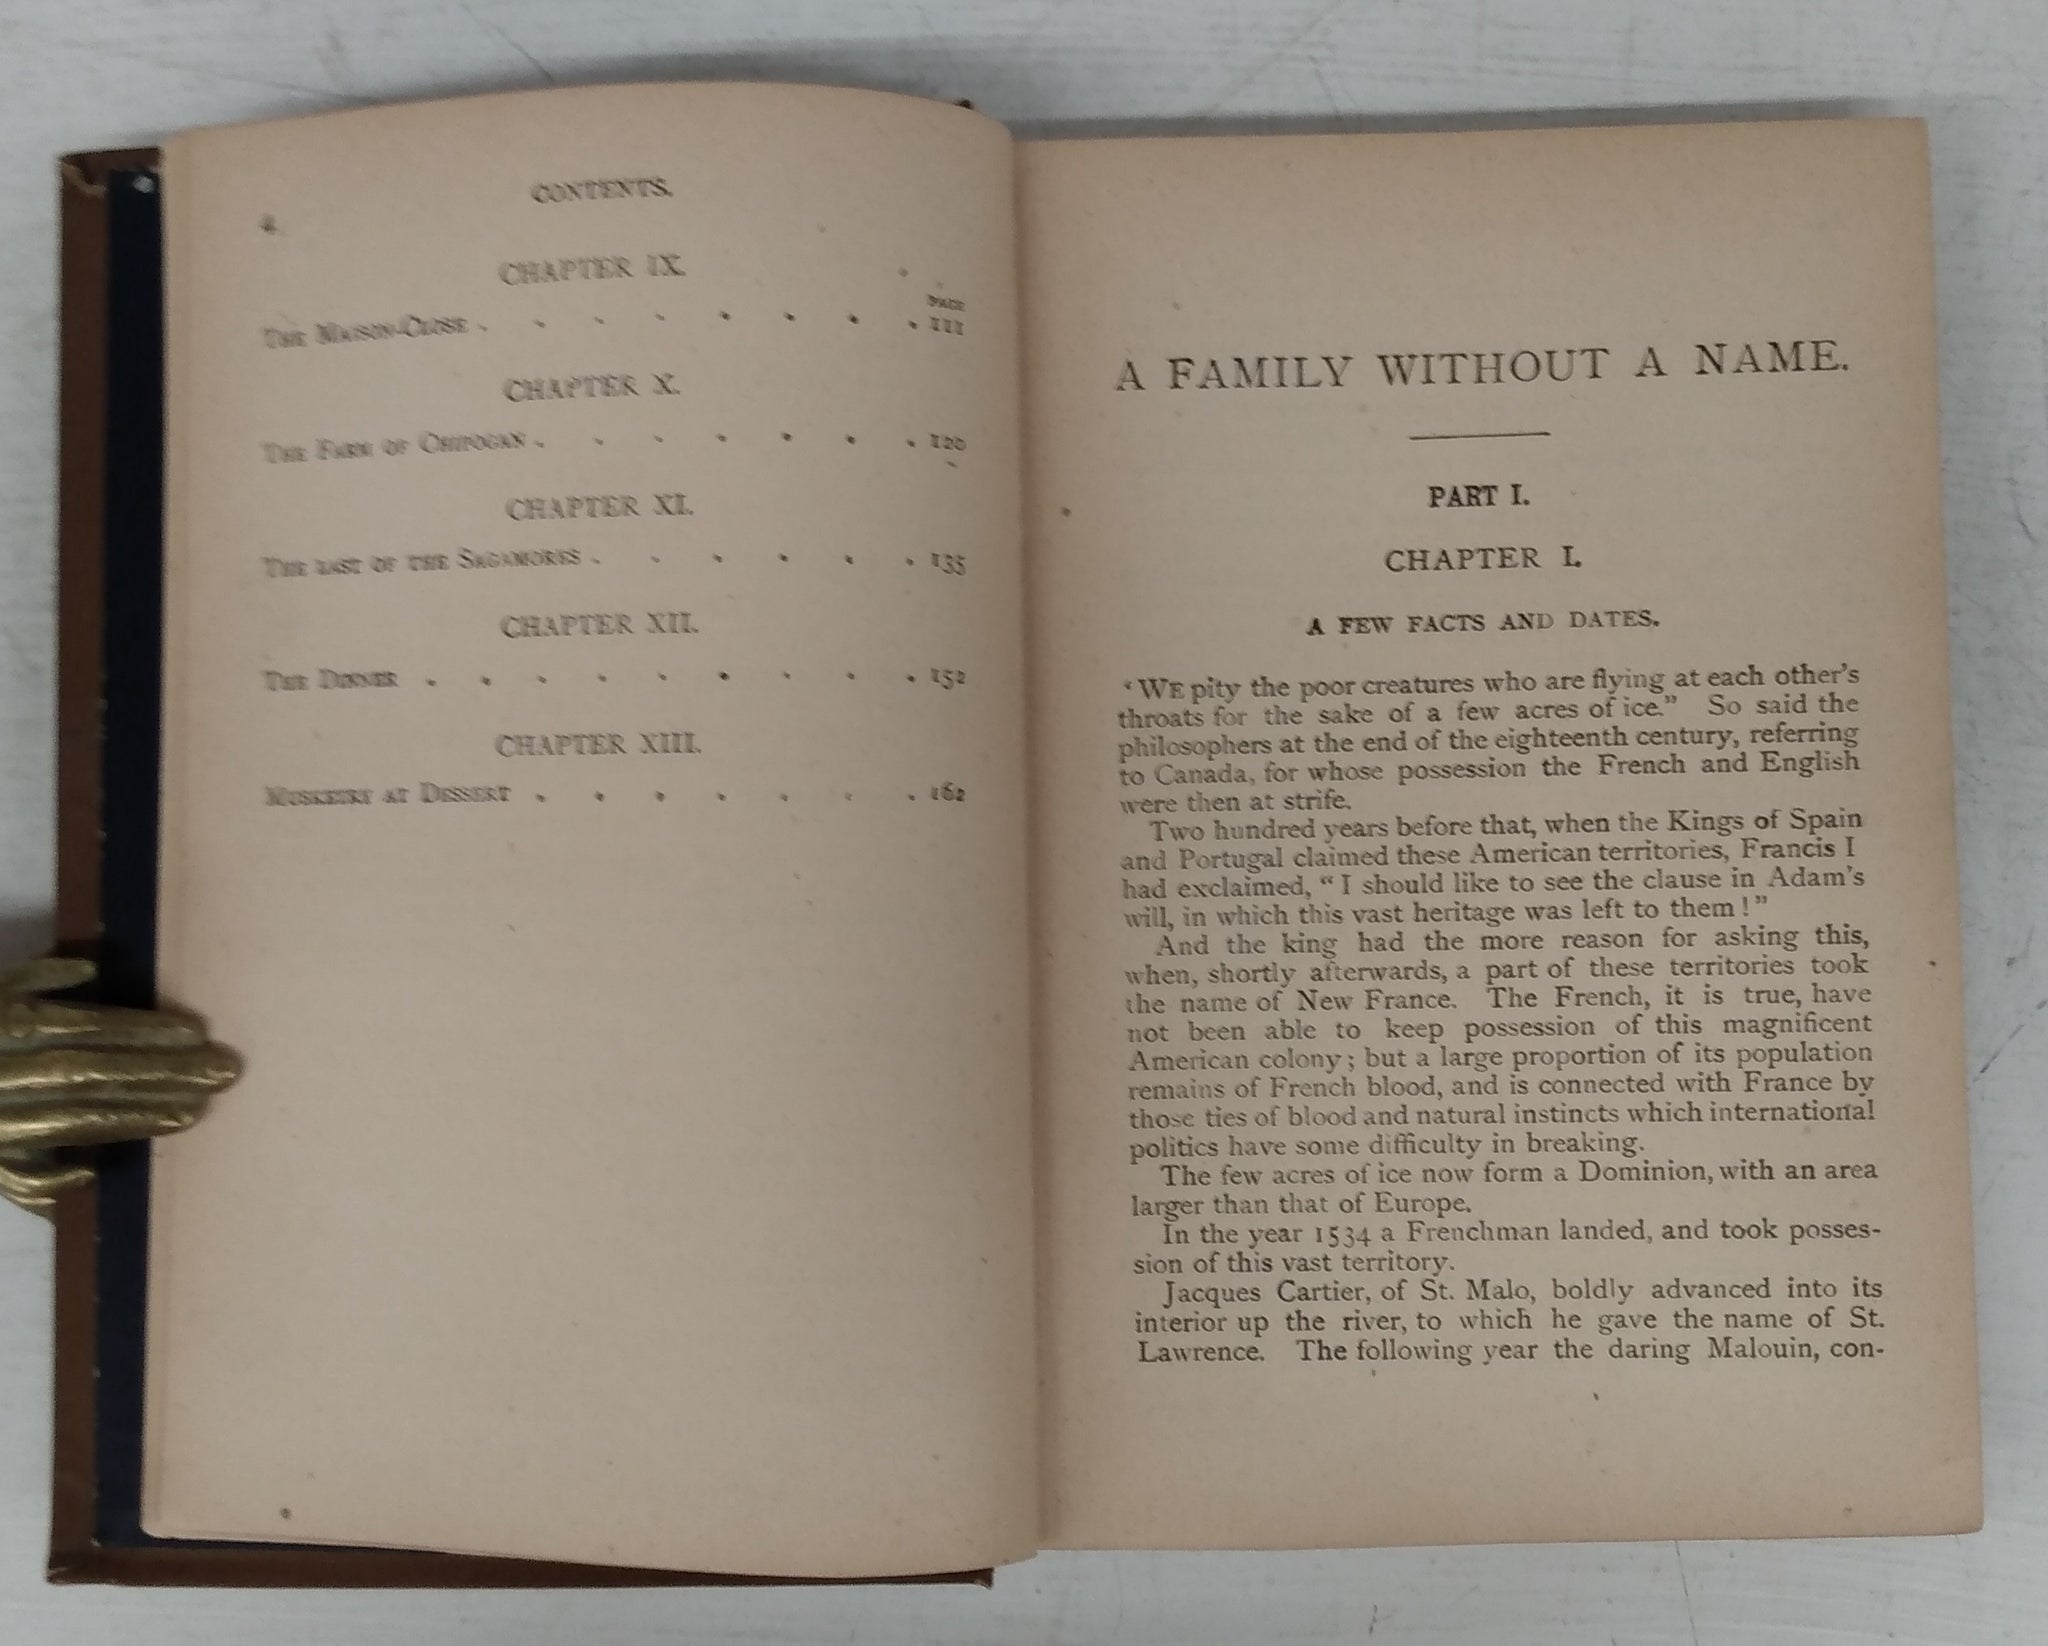 CONTENTS.
CHAPTER IX.
PAGE
THE MAISON-CLOSE . . . . . . . . 111
CHAPTER X.
THE FARM OF CHIPOGAN . . . . . . . 120
CHAPTER XI.
THE LAST OF THE SAGAMORES . . . . . . 135
CHAPTER XII.
THE DINNER . . . . . . . . . 152
CHAPTER XIII.
MUSKETRY AT DESSERT . . . . . . . 162
A FAMILY WITHOUT A NAME.
PART I.
CHAPTER I.
A FEW FACTS AND DATES.
‘WE pity the poor creatures who are flying at each other's
throats for the sake of a few acres of ice.” So said the
philosophers at the end of the eighteenth century, referring
to Canada, for whose possession the French and English
were then at strife.
Two hundred years before that, when the Kings of Spain
and Portugal claimed these American territories, Francis I
had exclaimed, “I should like to see the clause in Adam's
will, in which this vast heritage was left to them!”
And the king had the more reason for asking this,
when, shortly afterwards, a part of these territories took
the name of New France. The French, it is true, have
not been able to keep possession of this magnificent
American colony; but a large proportion of its population
remains of French blood, and is connected with France by
those ties of blood and natural instincts which international
politics have some difficulty in breaking.
The few acres of ice now form a Dominion, with an area
larger than that of Europe.
In the year 1534 a Frenchman landed, and took posses-
sion of this vast territory.
Jacques Cartier, of St. Malo, boldly advanced into its
interior up the river, to which he gave the name of St.
Lawrence. The following year the daring Malouin, con-